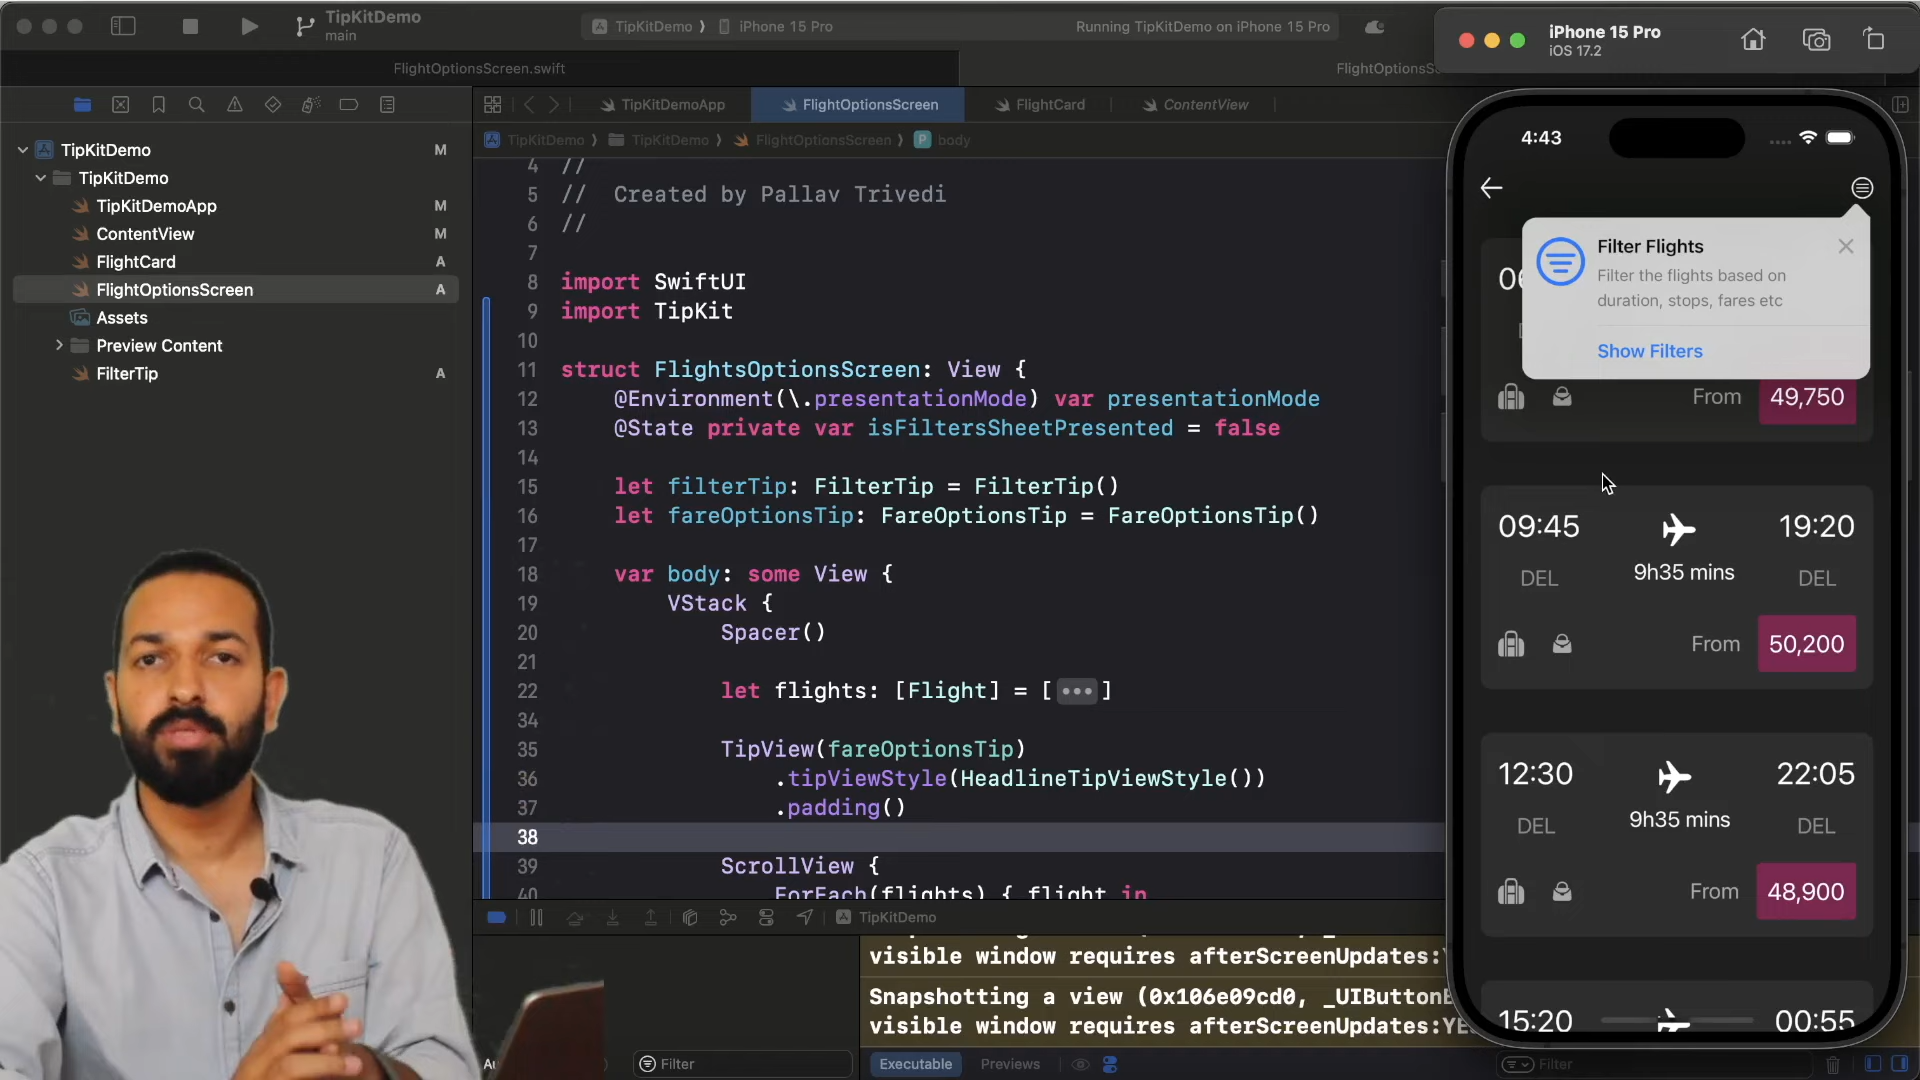 TipKitDemo
main
TipKitDemo
iPhone 15 Pro
Running TipKitDemo on iPhone 15 Pro
FlightOptionsScreen.swift
TipKitDemoApp
FlightOptionsScreen
FlightCard
ContentView
TipKitDemo
TipKitDemo
FlightOptionsScreen
P body
TipKitDemo M
TipKitDemo
TipKitDemoApp M
ContentView M
FlightCard A
FlightOptionsScreen A
Assets
Preview Content
FilterTip A
4 //
5 // Created by Pallav Trivedi
6 //
7
8 import SwiftUI
9 import TipKit
10
11 struct FlightsOptionsScreen: View {
12 @Environment(\.presentationMode) var presentationMode
13 @State private var isFiltersSheetPresented = false
14
15 let filterTip: FilterTip = FilterTip()
16 let fareOptionsTip: FareOptionsTip = FareOptionsTip()
17
18 var body: some View {
19 VStack {
20 Spacer()
21
22 let flights: [Flight] = [•••]
34
35 TipView(fareOptionsTip)
36 .tipViewStyle(HeadlineTipViewStyle())
37 .padding()
38
39 ScrollView {
40 ForEach(flights) { flight in
TipKitDemo
visible window requires afterScreenUpdates:
Snapshotting a view (0x106e09cd0, _UIButton
visible window requires afterScreenUpdates:YE
Filter
Executable
Previews
Filter
iPhone 15 Pro
iOS 17.2
4:43
Filter Flights
Filter the flights based on
duration, stops, fares etc
Show Filters
From 49,750
09:45 19:20
9h35 mins
DEL DEL
From 50,200
12:30 22:05
9h35 mins
DEL DEL
From 48,900
15:20 00:55